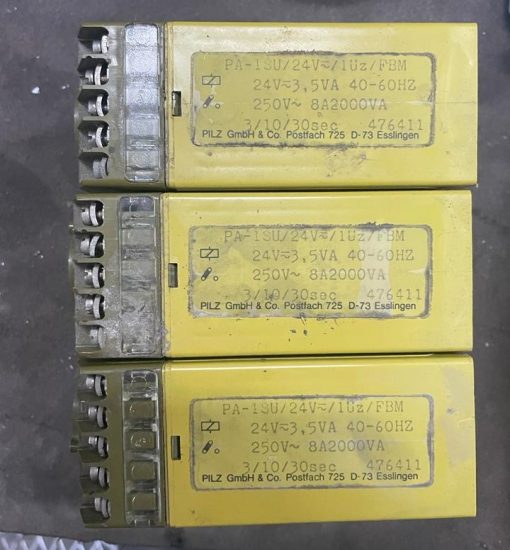 PA-1SU/24V≂/1Uz/FBM
24V≂3,5VA 40-60HZ
250V~ 8A2000VA
3/10/30sec 476411
PILZ GmbH & Co. Postfach 725 D-73 Esslingen
PA-1SU/24V≂/1Uz/FBM
24V≂3,5VA 40-60HZ
250V~ 8A2000VA
3/10/30sec 476411
PILZ GmbH & Co. Postfach 725 D-73 Esslingen
PA-1SU/24V≂/1Uz/FBM
24V≂3,5VA 40-60HZ
250V~ 8A2000VA
3/10/30sec 476411
PILZ GmbH & Co. Postfach 725 D-73 Esslingen